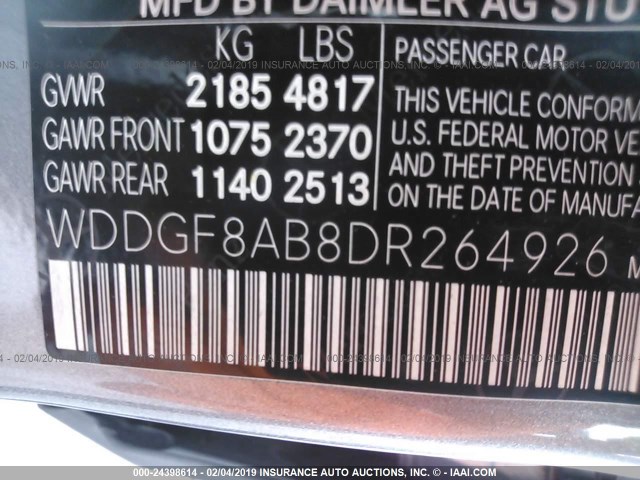 MFD BY DAIMLER AG STU
KG LBS
GVWR 2185 4817
GAWR FRONT 1075 2370
GAWR REAR 1140 2513
PASSENGER CAR
THIS VEHICLE CONFORM
U.S. FEDERAL MOTOR VE
AND THEFT PREVENTION
ON THE DATE OF MANUFA
WDDGF8AB8DR264926
000-24398614 - 02/04/2019 INSURANCE AUTO AUCTIONS, INC. - © IAAI.COM